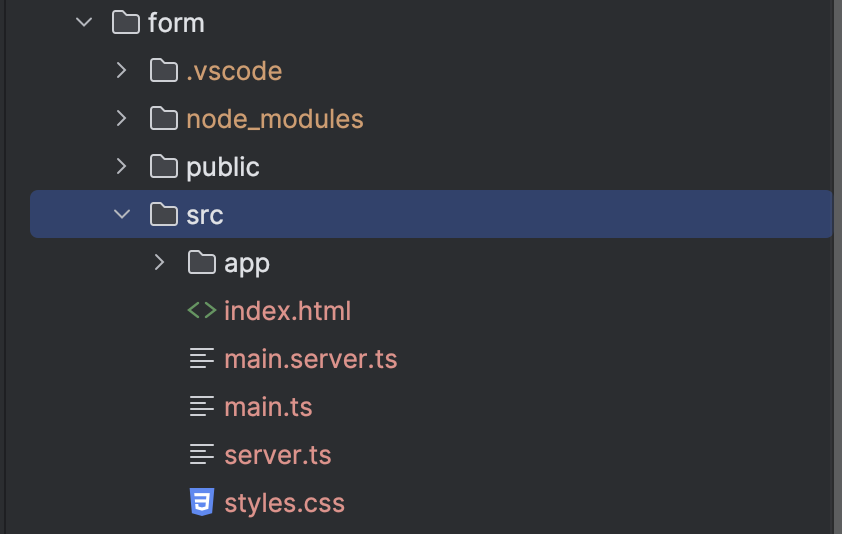 form
.vscode
node_modules
public
src
app
index.html
main.server.ts
main.ts
server.ts
styles.css